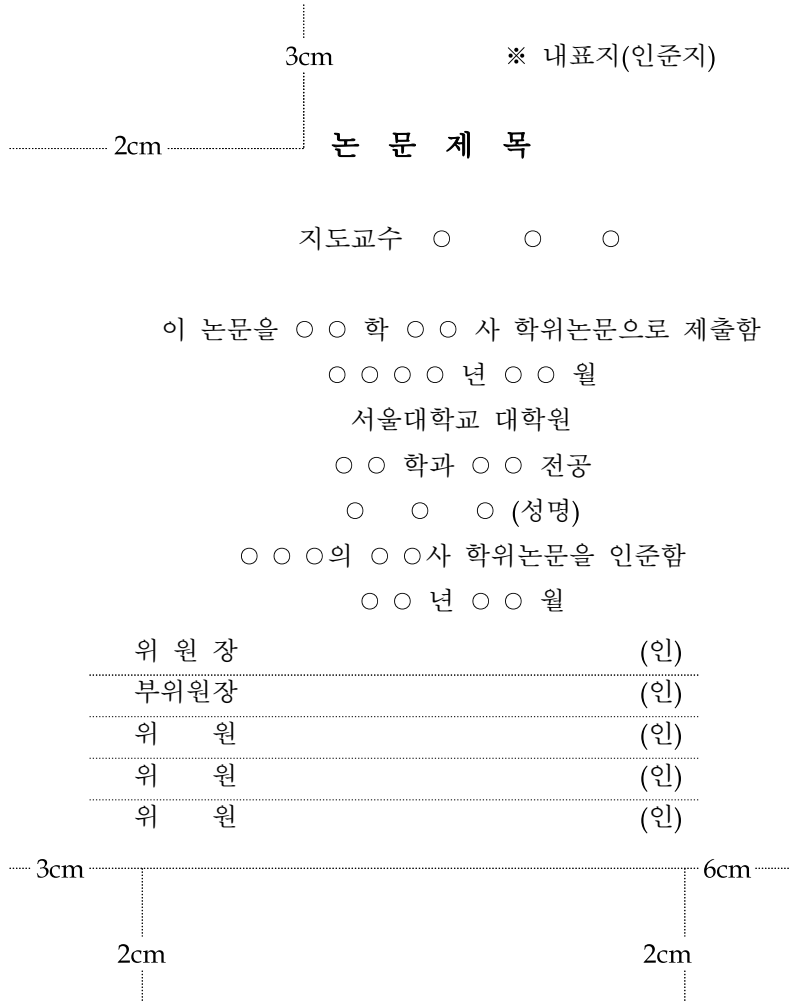 3cm ※ 내표지(인준지)
2cm 논 문 제 목
지도교수 ○ ○ ○
이 논문을 ○ ○ 학 ○ ○ 사 학위논문으로 제출함
○ ○ ○ ○ 년 ○ ○ 월
서울대학교 대학원
○ ○ 학과 ○ ○ 전공
○ ○ ○ (성명)
○ ○ ○의 ○ ○사 학위논문을 인준함
○ ○ 년 ○ ○ 월
위 원 장 (인)
부위원장 (인)
위 원 (인)
위 원 (인)
위 원 (인)
3cm 6cm
2cm 2cm